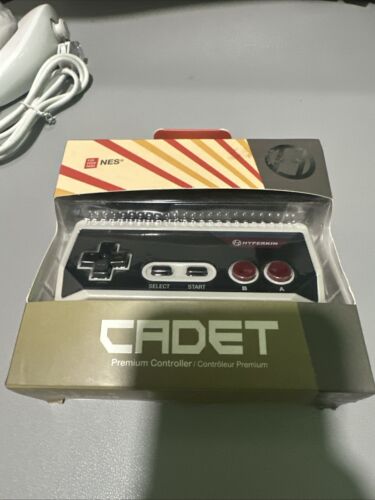 NES®
HYPERKIN
SELECT START B A
CADET
Premium Controller / Contrôleur Premium